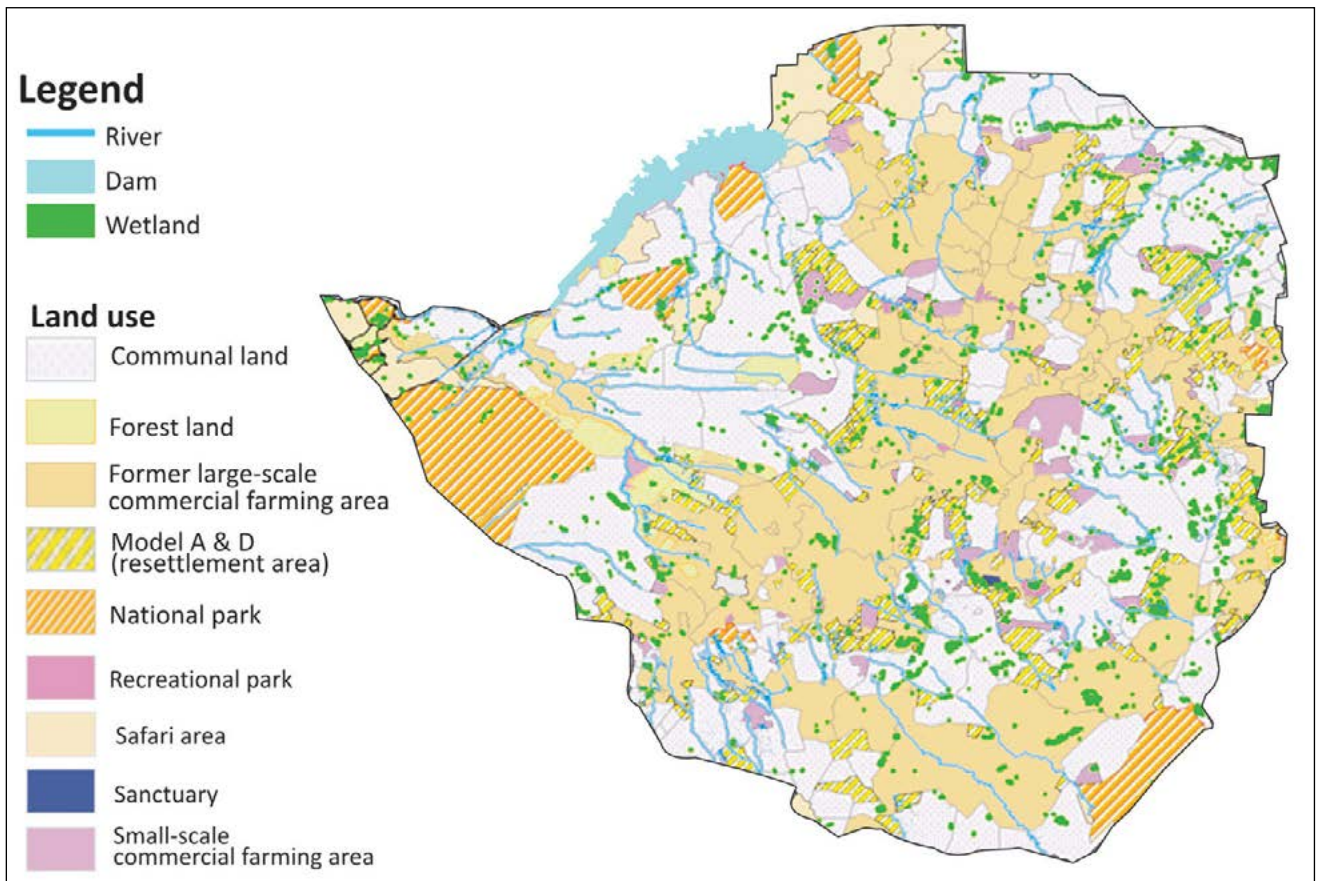 Legend
River
Dam
Wetland
Land use
Communal land
Forest land
Former large-scale
commercial farming area
Model A & D
(resettlement area)
National park
Recreational park
Safari area
Sanctuary
Small-scale
commercial farming area